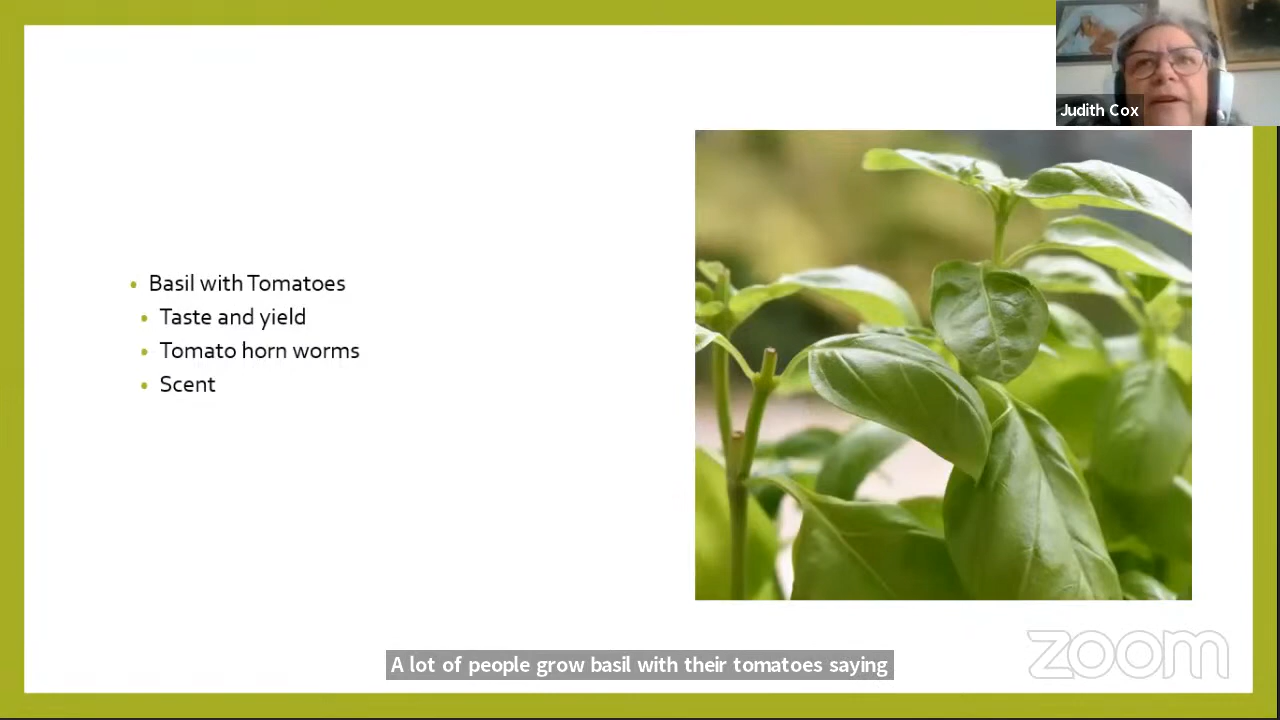 Judith Cox
• Basil with Tomatoes
• Taste and yield
• Tomato horn worms
• Scent
A lot of people grow basil with their tomatoes saying
zoom